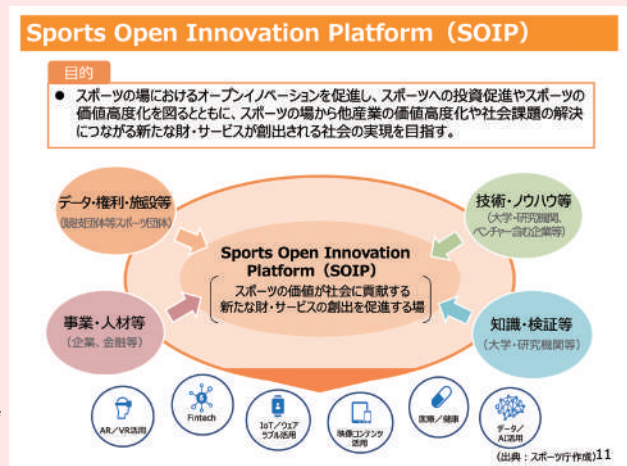 Sports Open Innovation Platform（SOIP）
目的
● スポーツの場におけるオープンイノベーションを促進し、スポーツへの投資促進やスポーツの
価値高度化を図るとともに、スポーツの場から他産業の価値高度化や社会課題の解決
につながる新たな財・サービスが創出される社会の実現を目指す。
データ・権利・施設等
（競技団体等スポーツ団体）
技術・ノウハウ等
（大学・研究機関、
ベンチャー含む企業等）
Sports Open Innovation
Platform（SOIP）
スポーツの価値が社会に貢献する
新たな財・サービスの創出を促進する場
事業・人材等
（企業、金融等）
知識・検証等
（大学・研究機関等）
AR／VR活用
Fintech
IoT／ウェア
ラブル活用
映像コンテンツ
活用
医療／健康
データ／
AI活用
（出典：スポーツ庁作成）11